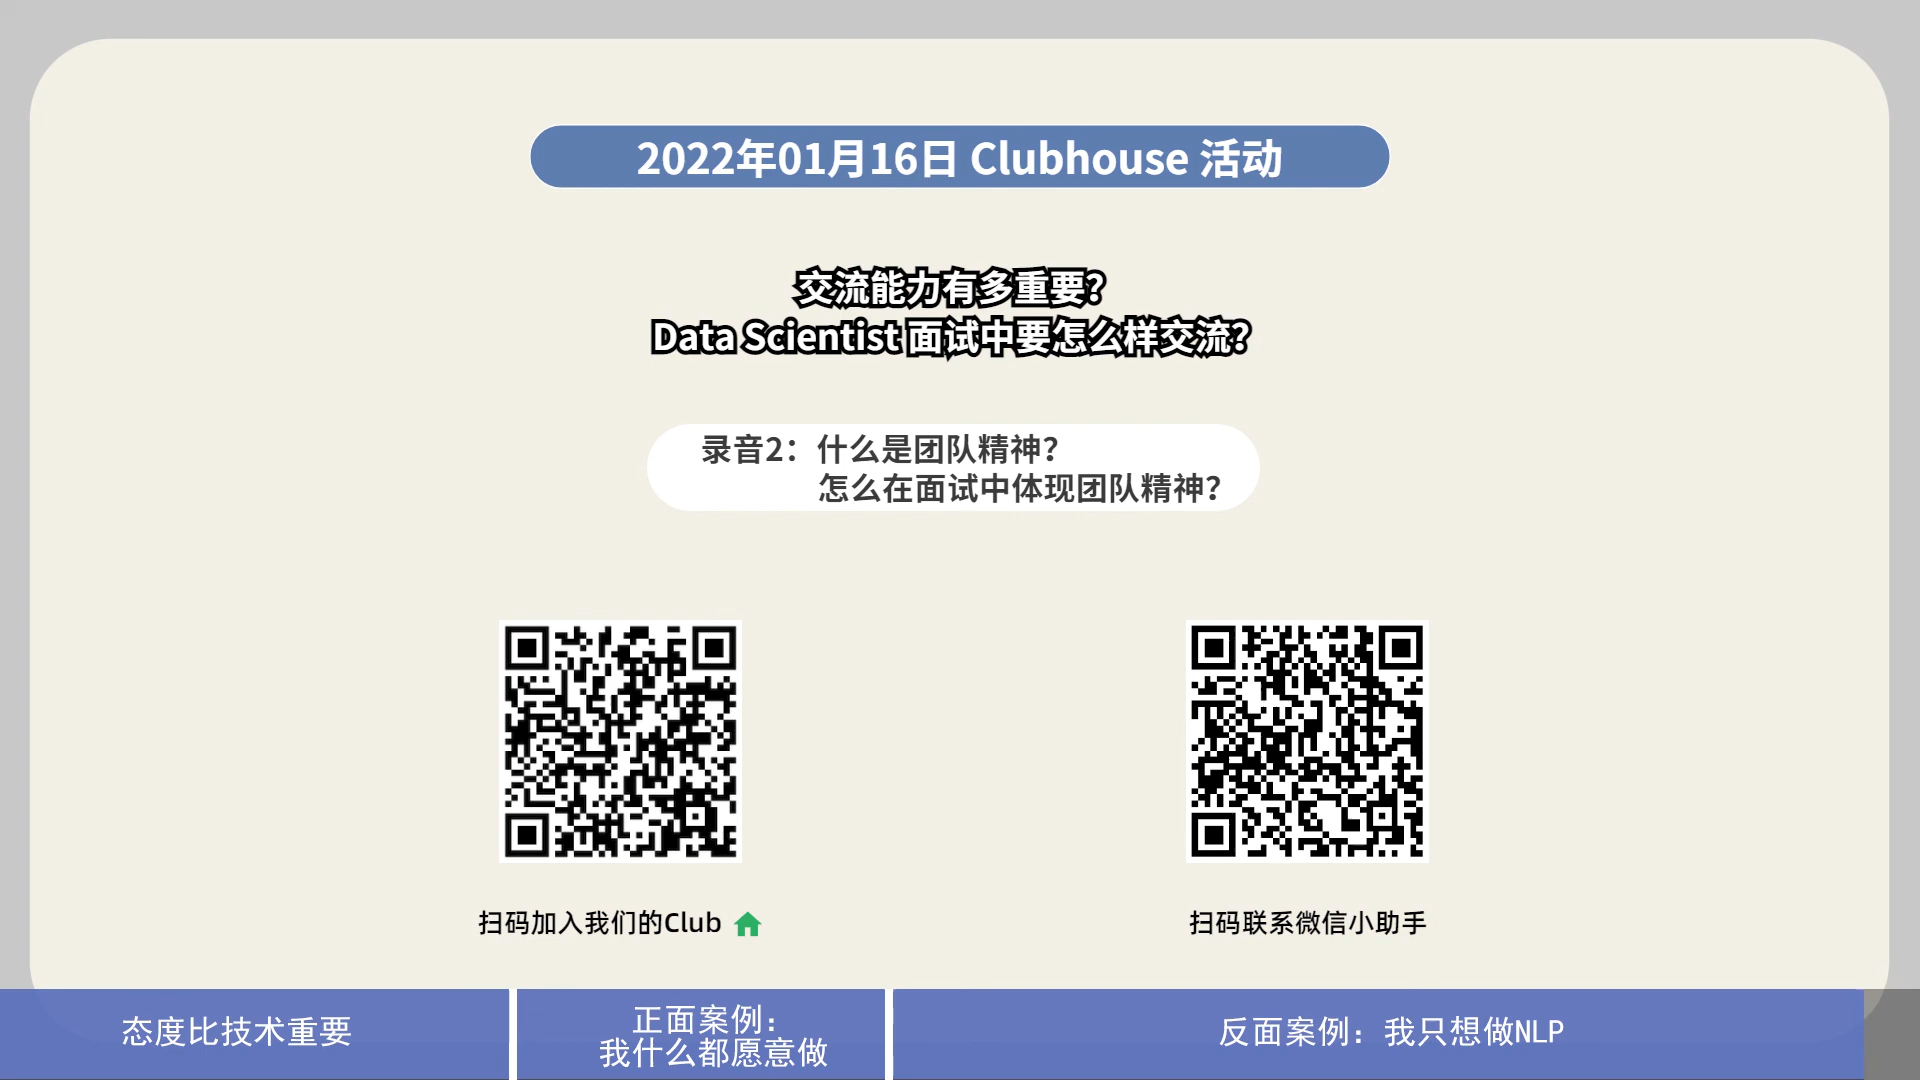 2022年01月16日 Clubhouse 活动
交流能力有多重要？
Data Scientist 面试中要怎么样交流？
录音2：什么是团队精神？
怎么在面试中体现团队精神？
扫码加入我们的Club
扫码联系微信小助手
态度比技术重要
正面案例：
我什么都愿意做
反面案例：我只想做NLP